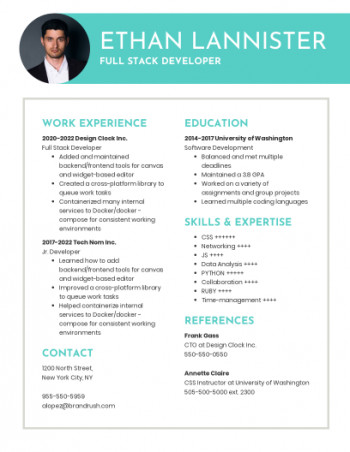 ETHAN LANNISTER
FULL STACK DEVELOPER
WORK EXPERIENCE
2020-2022 Design Clock Inc.
Full Stack Developer
• Added and maintained
backend/frontend tools for canvas
and widget-based editor
• Created a cross-platform library to
queue work tasks
• Containerized many internal
services to Docker/docker-
compose for consistent working
environments
2017-2022 Tech Nom Inc.
Jr. Developer
• Learned how to add
backend/frontend tools for canvas
and widget-based editor
• Improved a cross-platform library
to queue work tasks
• Helped containerize internal
services to Docker/docker-
compose for consistent working
environments
CONTACT
1200 North Street,
New York City, NY
955-550-5959
olopez@brandrush.com
EDUCATION
2014-2017 University of Washington
Software Development
• Balanced and met multiple
deadlines
• Maintained a 3.8 GPA
• Worked on a variety of
assignments and group projects
• Learned multiple coding languages
SKILLS & EXPERTISE
• CSS ++++++
• Networking ++++
• JS ++++
• Data Analysis ++++
• PYTHON +++++
• Collaboration ++++
• RUBY ++++
• Time-management ++++
REFERENCES
Frank Gass
CTO at Design Clock Inc
550-550-0550
Annette Claire
CSS Instructor at University of Washington
505-500-5000 ext. 2300